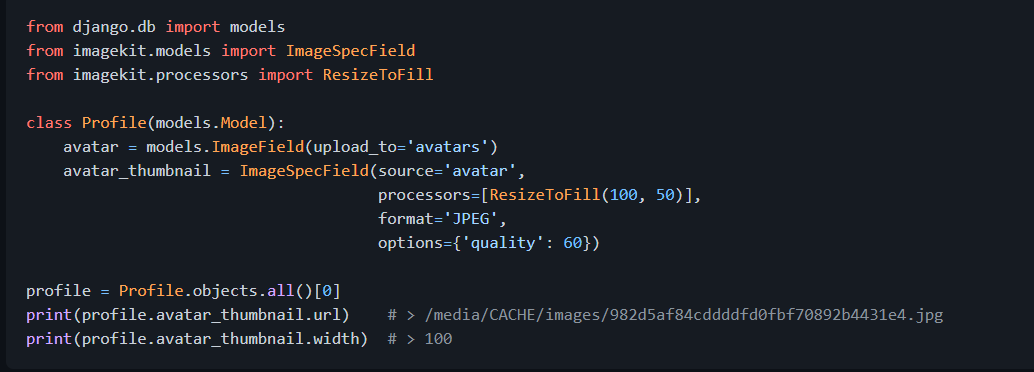 from django.db import models
from imagekit.models import ImageSpecField
from imagekit.processors import ResizeToFill

class Profile(models.Model):
    avatar = models.ImageField(upload_to='avatars')
    avatar_thumbnail = ImageSpecField(source='avatar',
                                      processors=[ResizeToFill(100, 50)],
                                      format='JPEG',
                                      options={'quality': 60})

profile = Profile.objects.all()[0]
print(profile.avatar_thumbnail.url)    # > /media/CACHE/images/982d5af84cddddfd0fbf70892b4431e4.jpg
print(profile.avatar_thumbnail.width)  # > 100